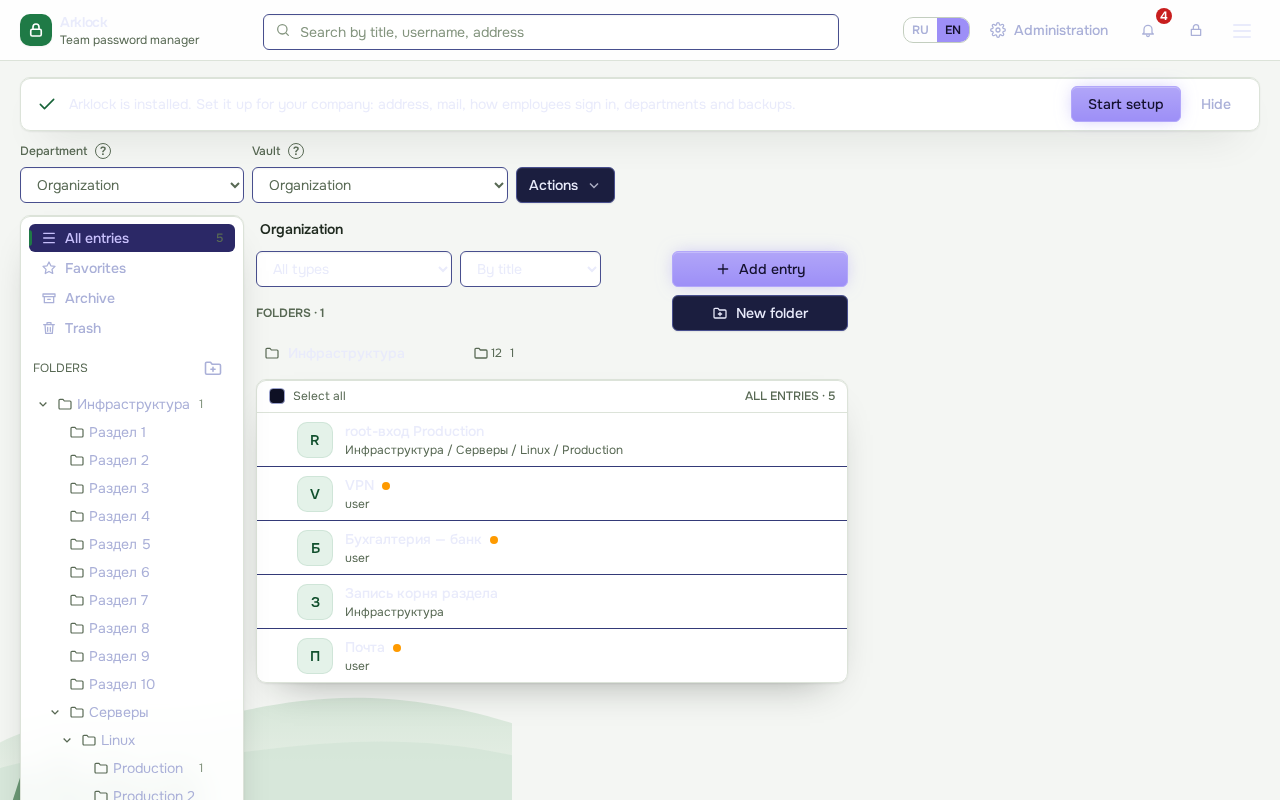 Arklock
Team password manager
Search by title, username, address
RU EN
Administration
4
Arklock is installed. Set it up for your company: address, mail, how employees sign in, departments and backups.
Start setup
Hide
Department ?
Vault ?
Organization
Organization
Actions
All entries 5
Favorites
Archive
Trash
FOLDERS
Инфраструктура 1
Раздел 1
Раздел 2
Раздел 3
Раздел 4
Раздел 5
Раздел 6
Раздел 7
Раздел 8
Раздел 9
Раздел 10
Серверы
Linux
Production 1
Production 2
Organization
All types
By title
Add entry
FOLDERS · 1
New folder
Инфраструктура
12 1
Select all
ALL ENTRIES · 5
R
root-вход Production
Инфраструктура / Серверы / Linux / Production
V
VPN
user
Б
Бухгалтерия — банк
user
З
Запись корня раздела
Инфраструктура
П
Почта
user